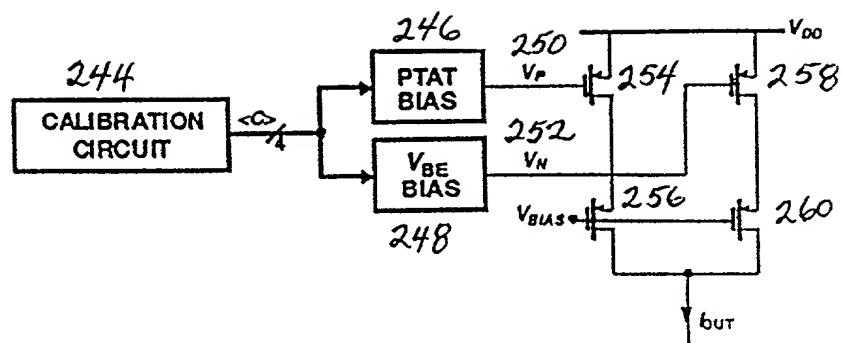 246
250
V_DD
244
PTAT
BIAS
V_P
254
258
CALIBRATION
CIRCUIT
<C>
4
252
V_BE
BIAS
V_N
256
V_BIAS
260
248
I_OUT